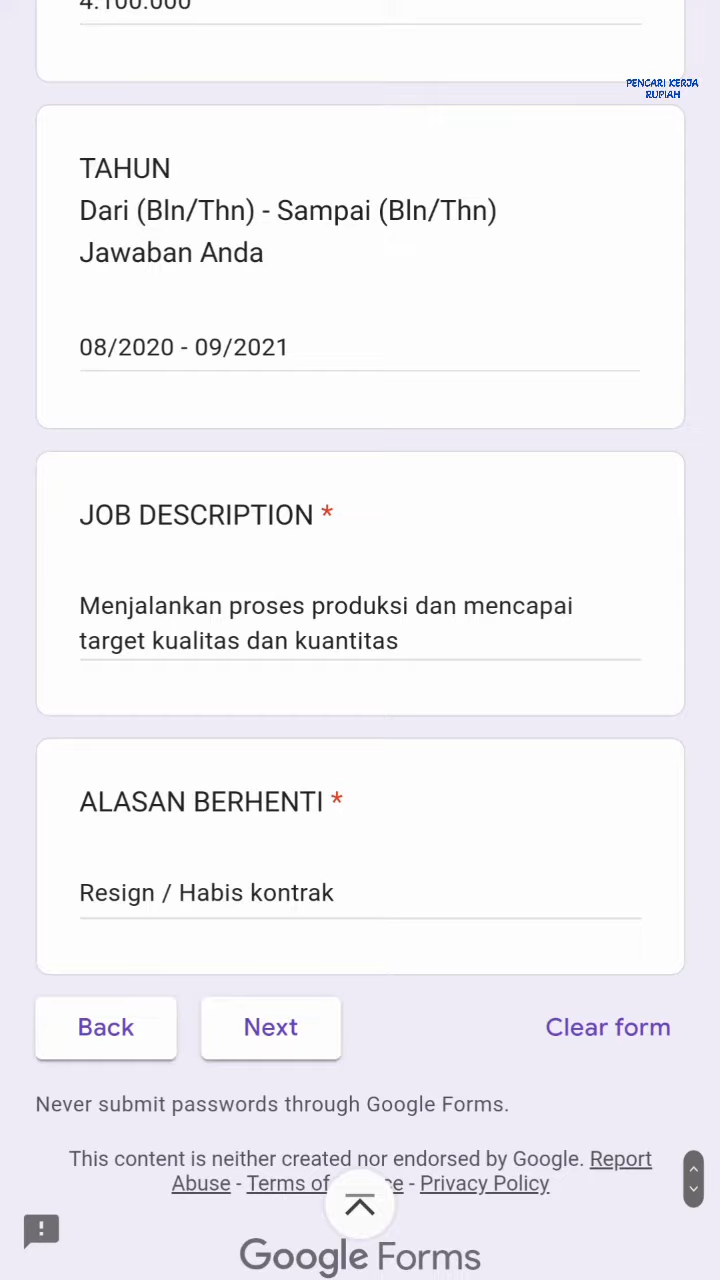 4.100.000
PENCARI KERJA
RUPIAH
TAHUN
Dari (Bln/Thn) - Sampai (Bln/Thn)
Jawaban Anda
08/2020 - 09/2021
JOB DESCRIPTION *
Menjalankan proses produksi dan mencapai
target kualitas dan kuantitas
ALASAN BERHENTI *
Resign / Habis kontrak
Back Next Clear form
Never submit passwords through Google Forms.
This content is neither created nor endorsed by Google. Report
Abuse - Terms of - Privacy Policy
Google Forms